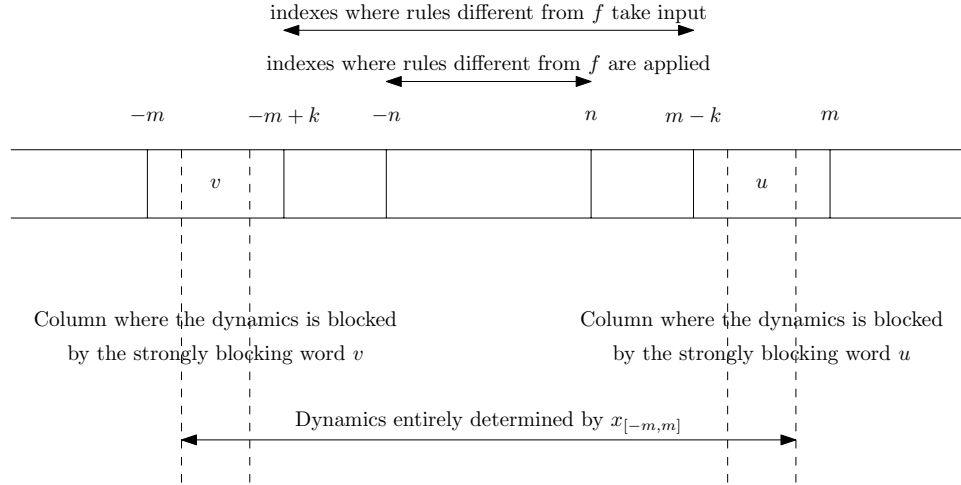 indexes where rules different from f take input
indexes where rules different from f are applied
−m −m + k −n n m − k m
v u
Column where the dynamics is blocked Column where the dynamics is blocked
by the strongly blocking word v by the strongly blocking word u
Dynamics entirely determined by x[−m,m]